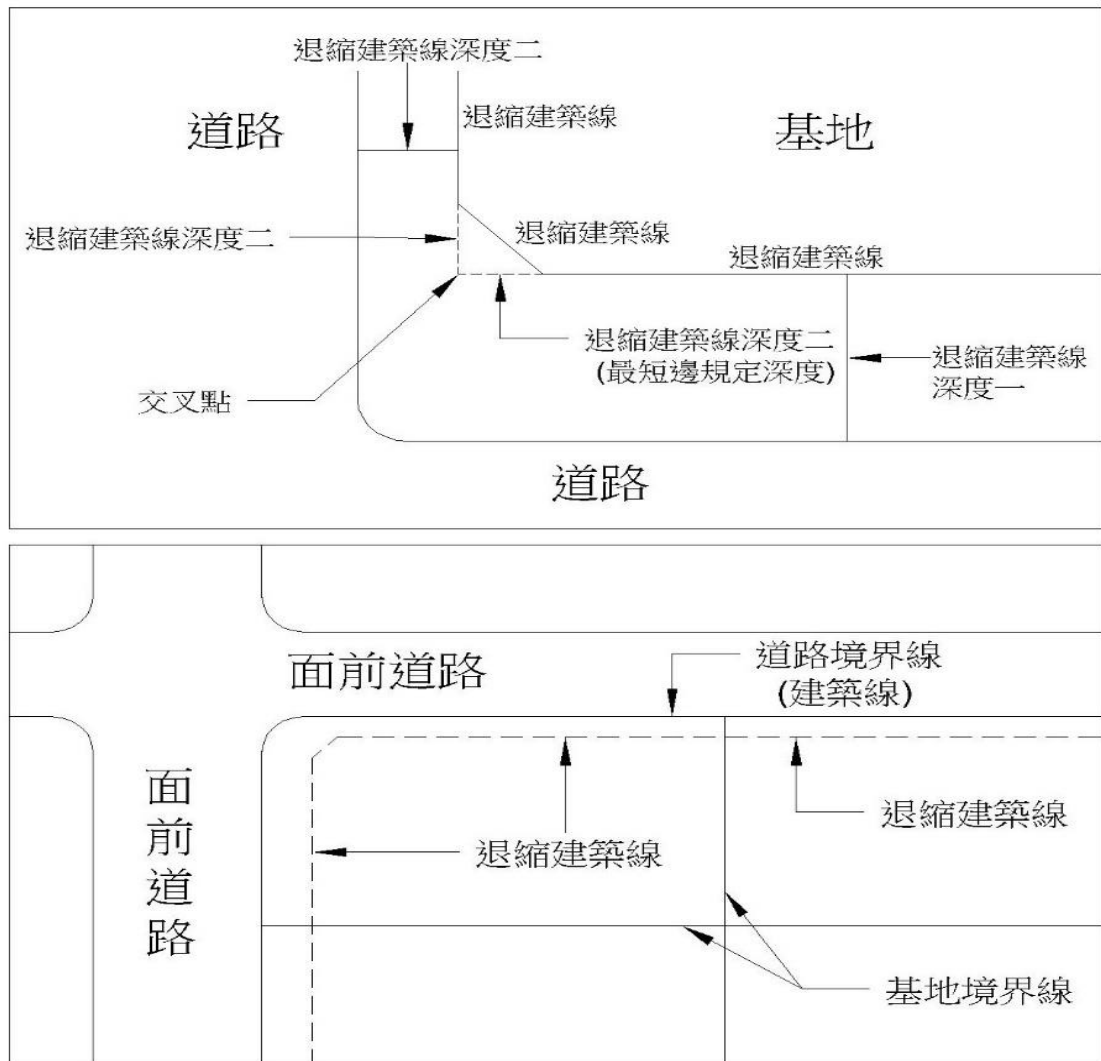 退縮建築線深度二
退縮建築線
道路
基地
退縮建築線深度二
退縮建築線
退縮建築線
退縮建築線深度二
(最短邊規定深度)
退縮建築線
深度一
交叉點
道路
面前道路
道路境界線
(建築線)
面前道路
退縮建築線
退縮建築線
基地境界線